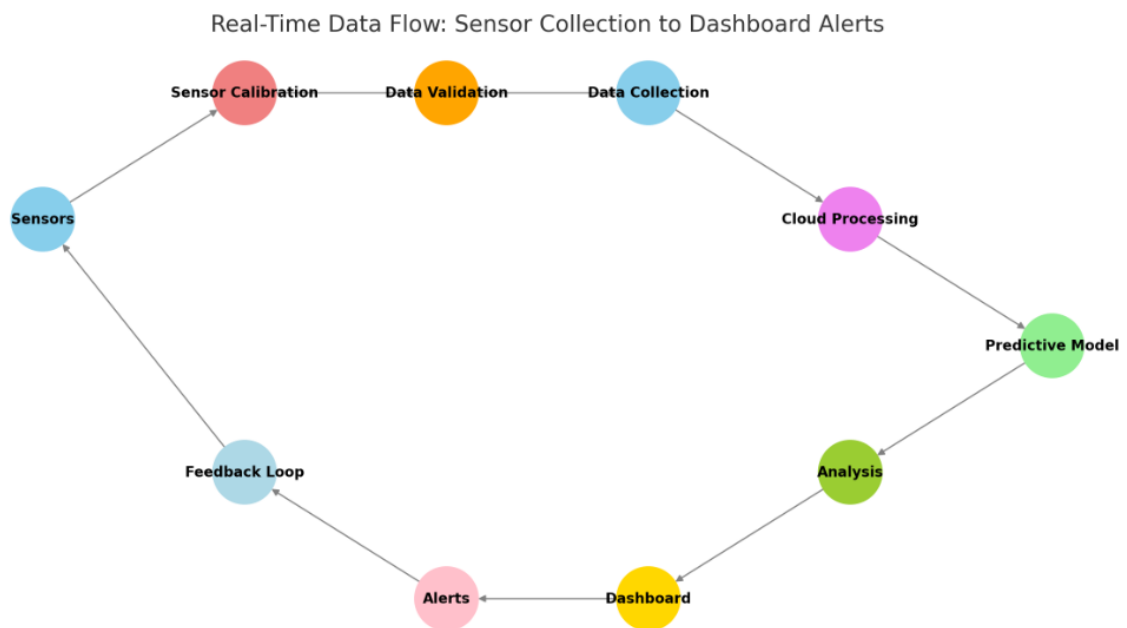 Real-Time Data Flow: Sensor Collection to Dashboard Alerts
Sensor Calibration
Data Validation
Data Collection
Sensors
Cloud Processing
Predictive Model
Feedback Loop
Analysis
Alerts
Dashboard